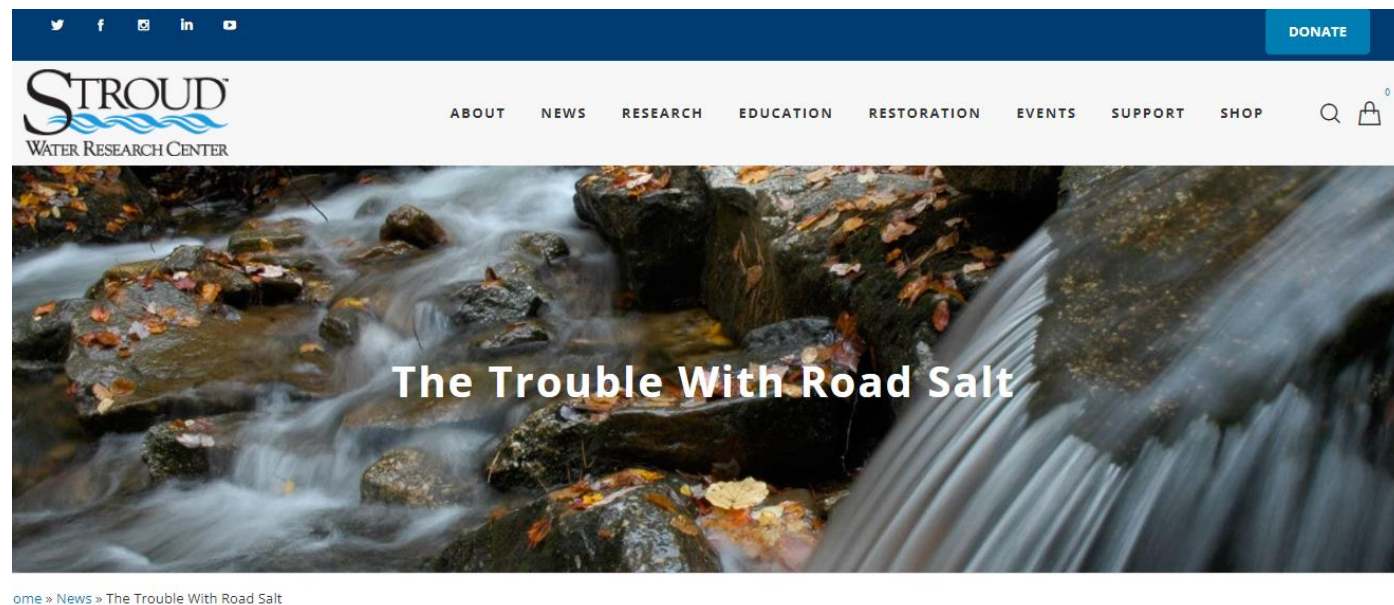 DONATE
STROUD™
WATER RESEARCH CENTER
ABOUT NEWS RESEARCH EDUCATION RESTORATION EVENTS SUPPORT SHOP
0
The Trouble With Road Salt
ome » News » The Trouble With Road Salt